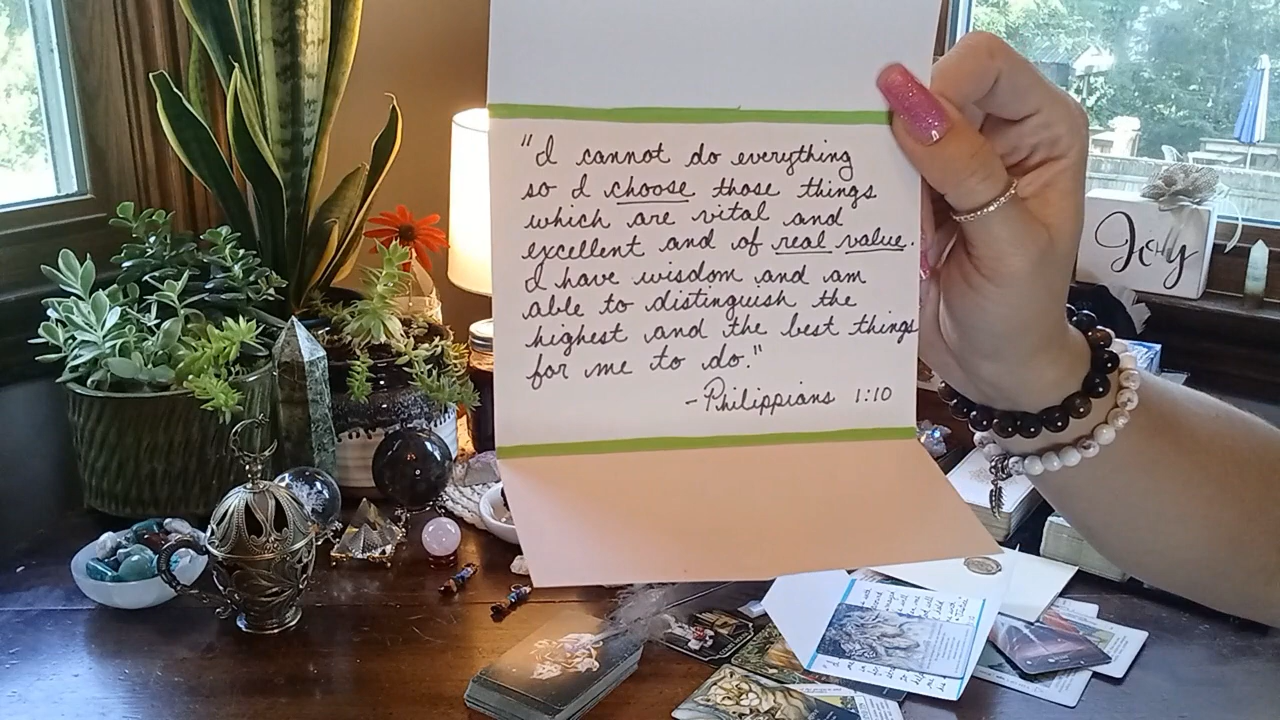 "I cannot do everything
so I choose those things
which are vital and
excellent and of real value.
I have wisdom and am
able to distinguish the
highest and the best things
for me to do."
-Philippians 1:10
Joy